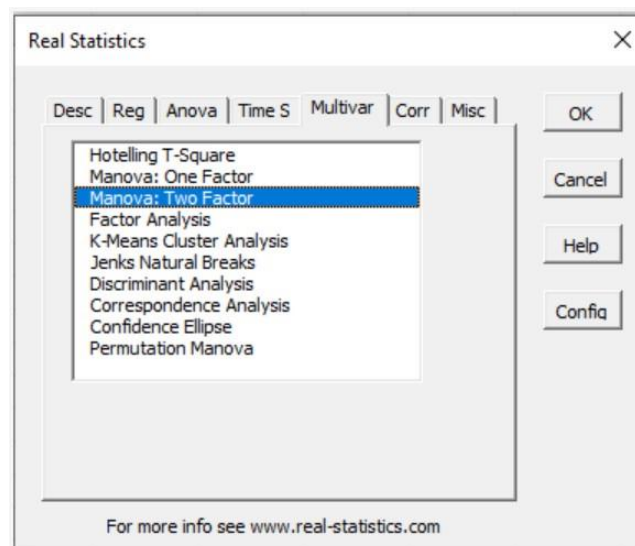 Real Statistics
Desc Reg Anova Time S Multivar Corr Misc
OK
Hotelling T-Square
Manova: One Factor
Manova: Two Factor
Factor Analysis
K-Means Cluster Analysis
Jenks Natural Breaks
Discriminant Analysis
Correspondence Analysis
Confidence Ellipse
Permutation Manova
Cancel
Help
Config
For more info see www.real-statistics.com